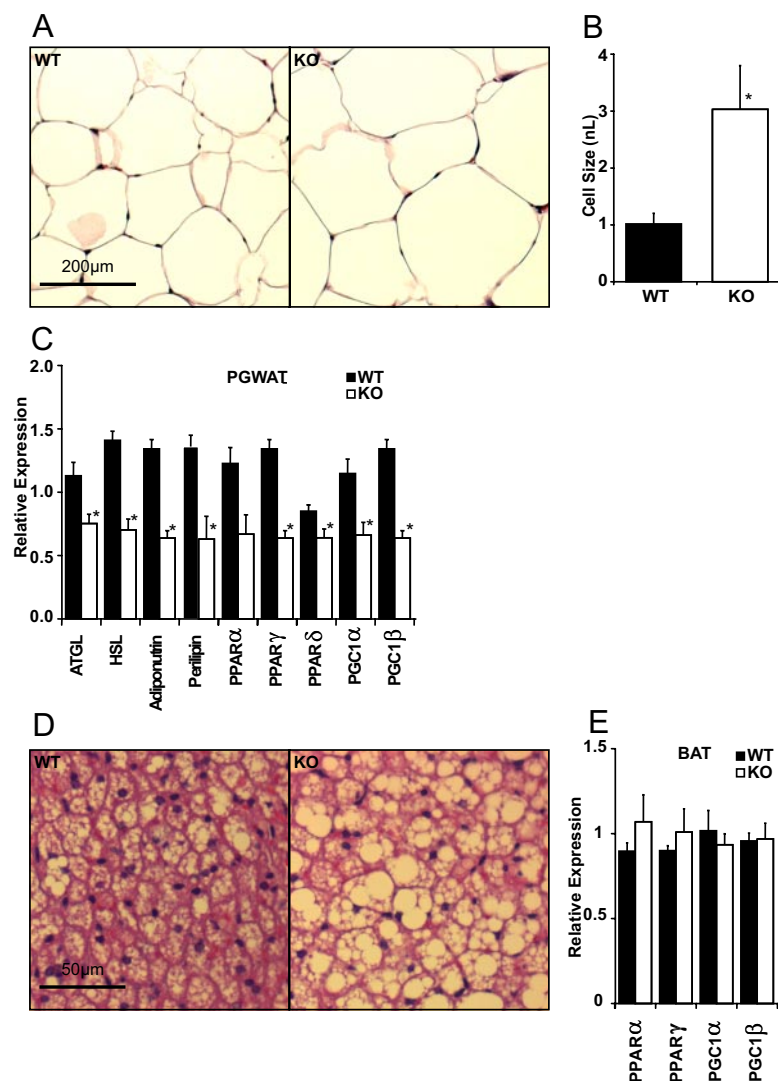 A
WT
KO
200μm
B
Cell Size (nL)
4
3
2
1
0
*
WT
KO
C
Relative Expression
2.0
1.5
1.0
0.5
0.0
PGWAT
WT
KO
* * * * * * * *
ATGL
HSL
Adiponutrin
Perilipin
PPARα
PPARγ
PPARδ
PGC1α
PGC1β
D
WT
KO
50μm
E
Relative Expression
1.5
1
0.5
0
BAT
WT
KO
PPARα
PPARγ
PGC1α
PGC1β